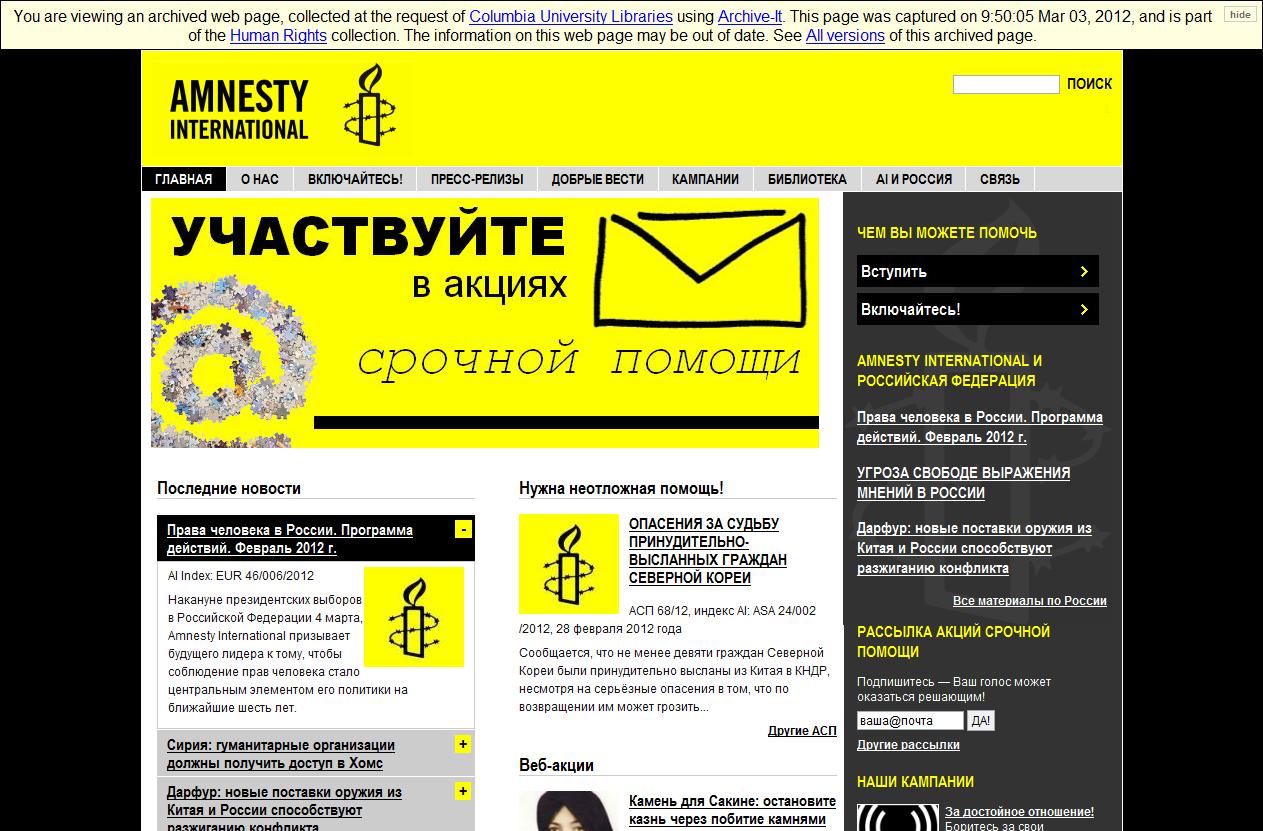 You are viewing an archived web page, collected at the request of Columbia University Libraries using Archive-It. This page was captured on 9:50:05 Mar 03, 2012, and is part
of the Human Rights collection. The information on this web page may be out of date. See All versions of this archived page.
hide
AMNESTY
INTERNATIONAL
ПОИСК
ГЛАВНАЯ О НАС ВКЛЮЧАЙТЕСЬ! ПРЕСС-РЕЛИЗЫ ДОБРЫЕ ВЕСТИ КАМПАНИИ БИБЛИОТЕКА AI И РОССИЯ СВЯЗЬ
УЧАСТВУЙТЕ
в акциях
срочной помощи
Последние новости
Права человека в России. Программа
действий. Февраль 2012 г.
-
AI Index: EUR 46/006/2012
Накануне президентских выборов
в Российской Федерации 4 марта,
Amnesty International призывает
будущего лидера к тому, чтобы
соблюдение прав человека стало
центральным элементом его политики на
ближайшие шесть лет.
Сирия: гуманитарные организации
должны получить доступ в Хомс
+
Дарфур: новые поставки оружия из
Китая и России способствуют
разжиганию конфликта
+
Нужна неотложная помощь!
ОПАСЕНИЯ ЗА СУДЬБУ
ПРИНУДИТЕЛЬНО-
ВЫСЛАННЫХ ГРАЖДАН
СЕВЕРНОЙ КОРЕИ
АСП 68/12, индекс AI: ASA 24/002
/2012, 28 февраля 2012 года
Сообщается, что не менее девяти граждан Северной
Кореи были принудительно высланы из Китая в КНДР,
несмотря на серьёзные опасения в том, что по
возвращении им может грозить...
Другие АСП
Веб-акции
Камень для Сакине: остановите
казнь через побитие камнями
ЧЕМ ВЫ МОЖЕТЕ ПОМОЧЬ
Вступить
Включайтесь!
AMNESTY INTERNATIONAL И
РОССИЙСКАЯ ФЕДЕРАЦИЯ
Права человека в России. Программа
действий. Февраль 2012 г.
УГРОЗА СВОБОДЕ ВЫРАЖЕНИЯ
МНЕНИЙ В РОССИИ
Дарфур: новые поставки оружия из
Китая и России способствуют
разжиганию конфликта
Все материалы по России
РАССЫЛКА АКЦИЙ СРОЧНОЙ
ПОМОЩИ
Подпишитесь — Ваш голос может
оказаться решающим!
ваша@почта ДА!
Другие рассылки
НАШИ КАМПАНИИ
За достойное отношение!
Боритесь за свои